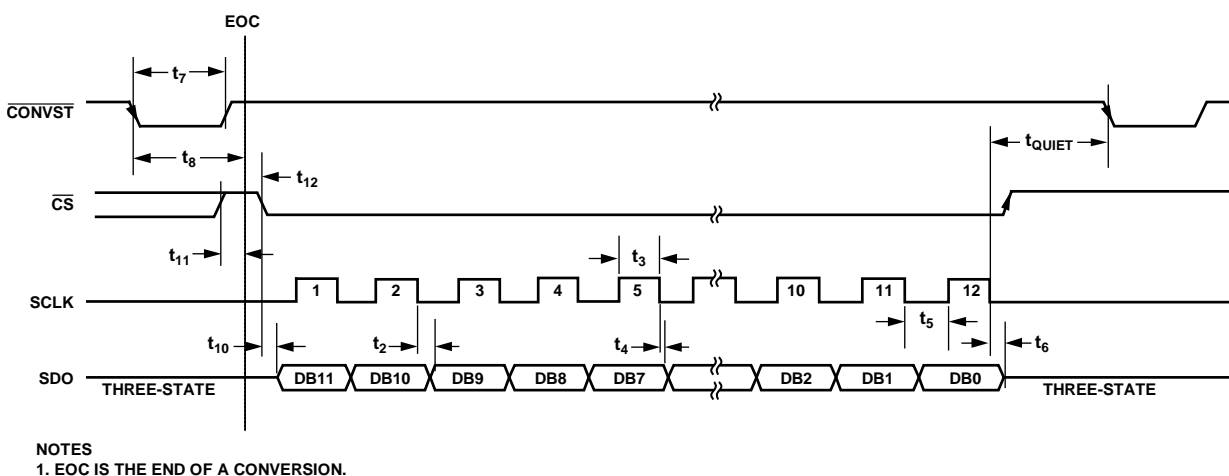 EOC
t7
CONVST
t8
tQUIET
t12
CS
t11
t3
SCLK
1 2 3 4 5 10 11 12
t5
t10
t2
t4
t6
SDO
THREE-STATE
DB11 DB10 DB9 DB8 DB7 DB2 DB1 DB0
THREE-STATE
NOTES
1. EOC IS THE END OF A CONVERSION.